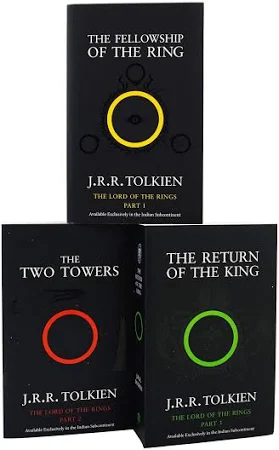 THE FELLOWSHIP
OF THE RING
J.R.R. TOLKIEN
THE LORD OF THE RINGS
PART 1
Available Exclusively in the Indian Subcontinent
THE
TWO TOWERS
J.R.R. TOLKIEN
THE LORD OF THE RINGS
PART 2
Available Exclusively in the Indian Subcontinent
THE RETURN
OF THE KING
J.R.R. TOLKIEN
THE LORD OF THE RINGS
PART 3
Available Exclusively in the Indian Subcontinent